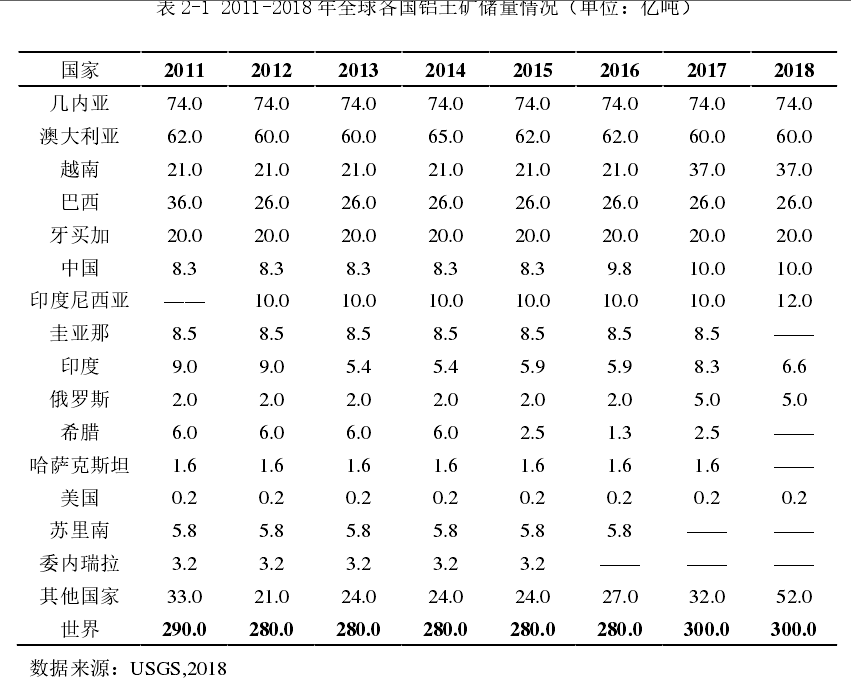 表 2-1 2011-2018 年全球各国铝土矿储量情况（单位：亿吨）
国家 2011 2012 2013 2014 2015 2016 2017 2018
几内亚 74.0 74.0 74.0 74.0 74.0 74.0 74.0 74.0
澳大利亚 62.0 60.0 60.0 65.0 62.0 62.0 60.0 60.0
越南 21.0 21.0 21.0 21.0 21.0 21.0 37.0 37.0
巴西 36.0 26.0 26.0 26.0 26.0 26.0 26.0 26.0
牙买加 20.0 20.0 20.0 20.0 20.0 20.0 20.0 20.0
中国 8.3 8.3 8.3 8.3 8.3 9.8 10.0 10.0
印度尼西亚 —— 10.0 10.0 10.0 10.0 10.0 10.0 12.0
圭亚那 8.5 8.5 8.5 8.5 8.5 8.5 8.5 ——
印度 9.0 9.0 5.4 5.4 5.9 5.9 8.3 6.6
俄罗斯 2.0 2.0 2.0 2.0 2.0 2.0 5.0 5.0
希腊 6.0 6.0 6.0 6.0 2.5 1.3 2.5 ——
哈萨克斯坦 1.6 1.6 1.6 1.6 1.6 1.6 1.6 ——
美国 0.2 0.2 0.2 0.2 0.2 0.2 0.2 0.2
苏里南 5.8 5.8 5.8 5.8 5.8 5.8 —— ——
委内瑞拉 3.2 3.2 3.2 3.2 3.2 —— —— ——
其他国家 33.0 21.0 24.0 24.0 24.0 27.0 32.0 52.0
世界 290.0 280.0 280.0 280.0 280.0 280.0 300.0 300.0
数据来源：USGS,2018